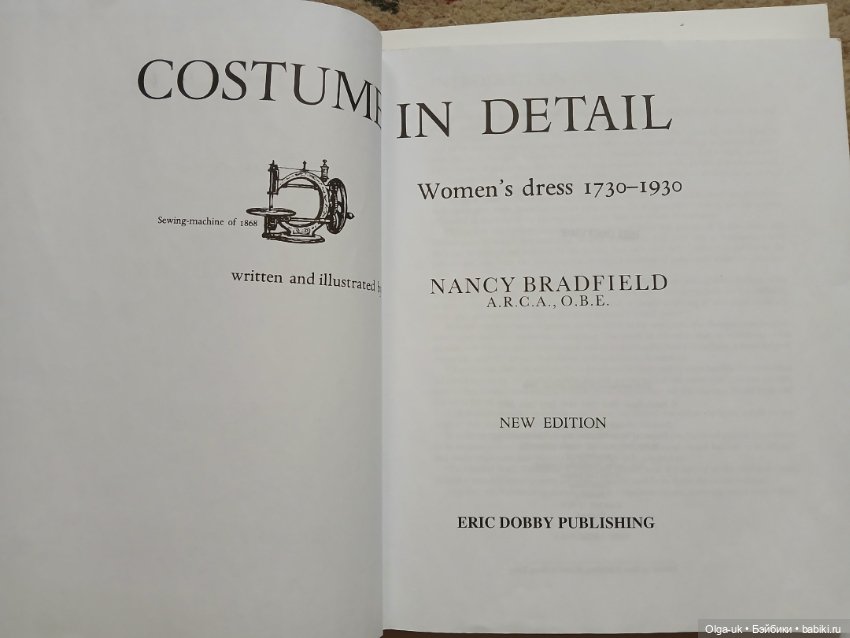 COSTUME IN DETAIL
Women's dress 1730–1930
Sewing-machine of 1868
written and illustrated by
NANCY BRADFIELD
A.R.C.A., O.B.E.
NEW EDITION
ERIC DOBBY PUBLISHING
Olga-uk • Бэйбики • babiki.ru